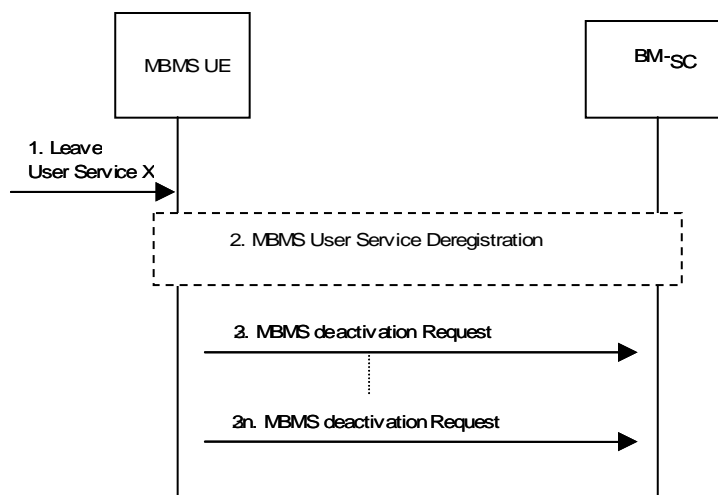 MBMS UE
BM-SC
1. Leave
User Service X
2. MBMS User Service Deregistration
3. MBMS deactivation Request
3n. MBMS deactivation Request